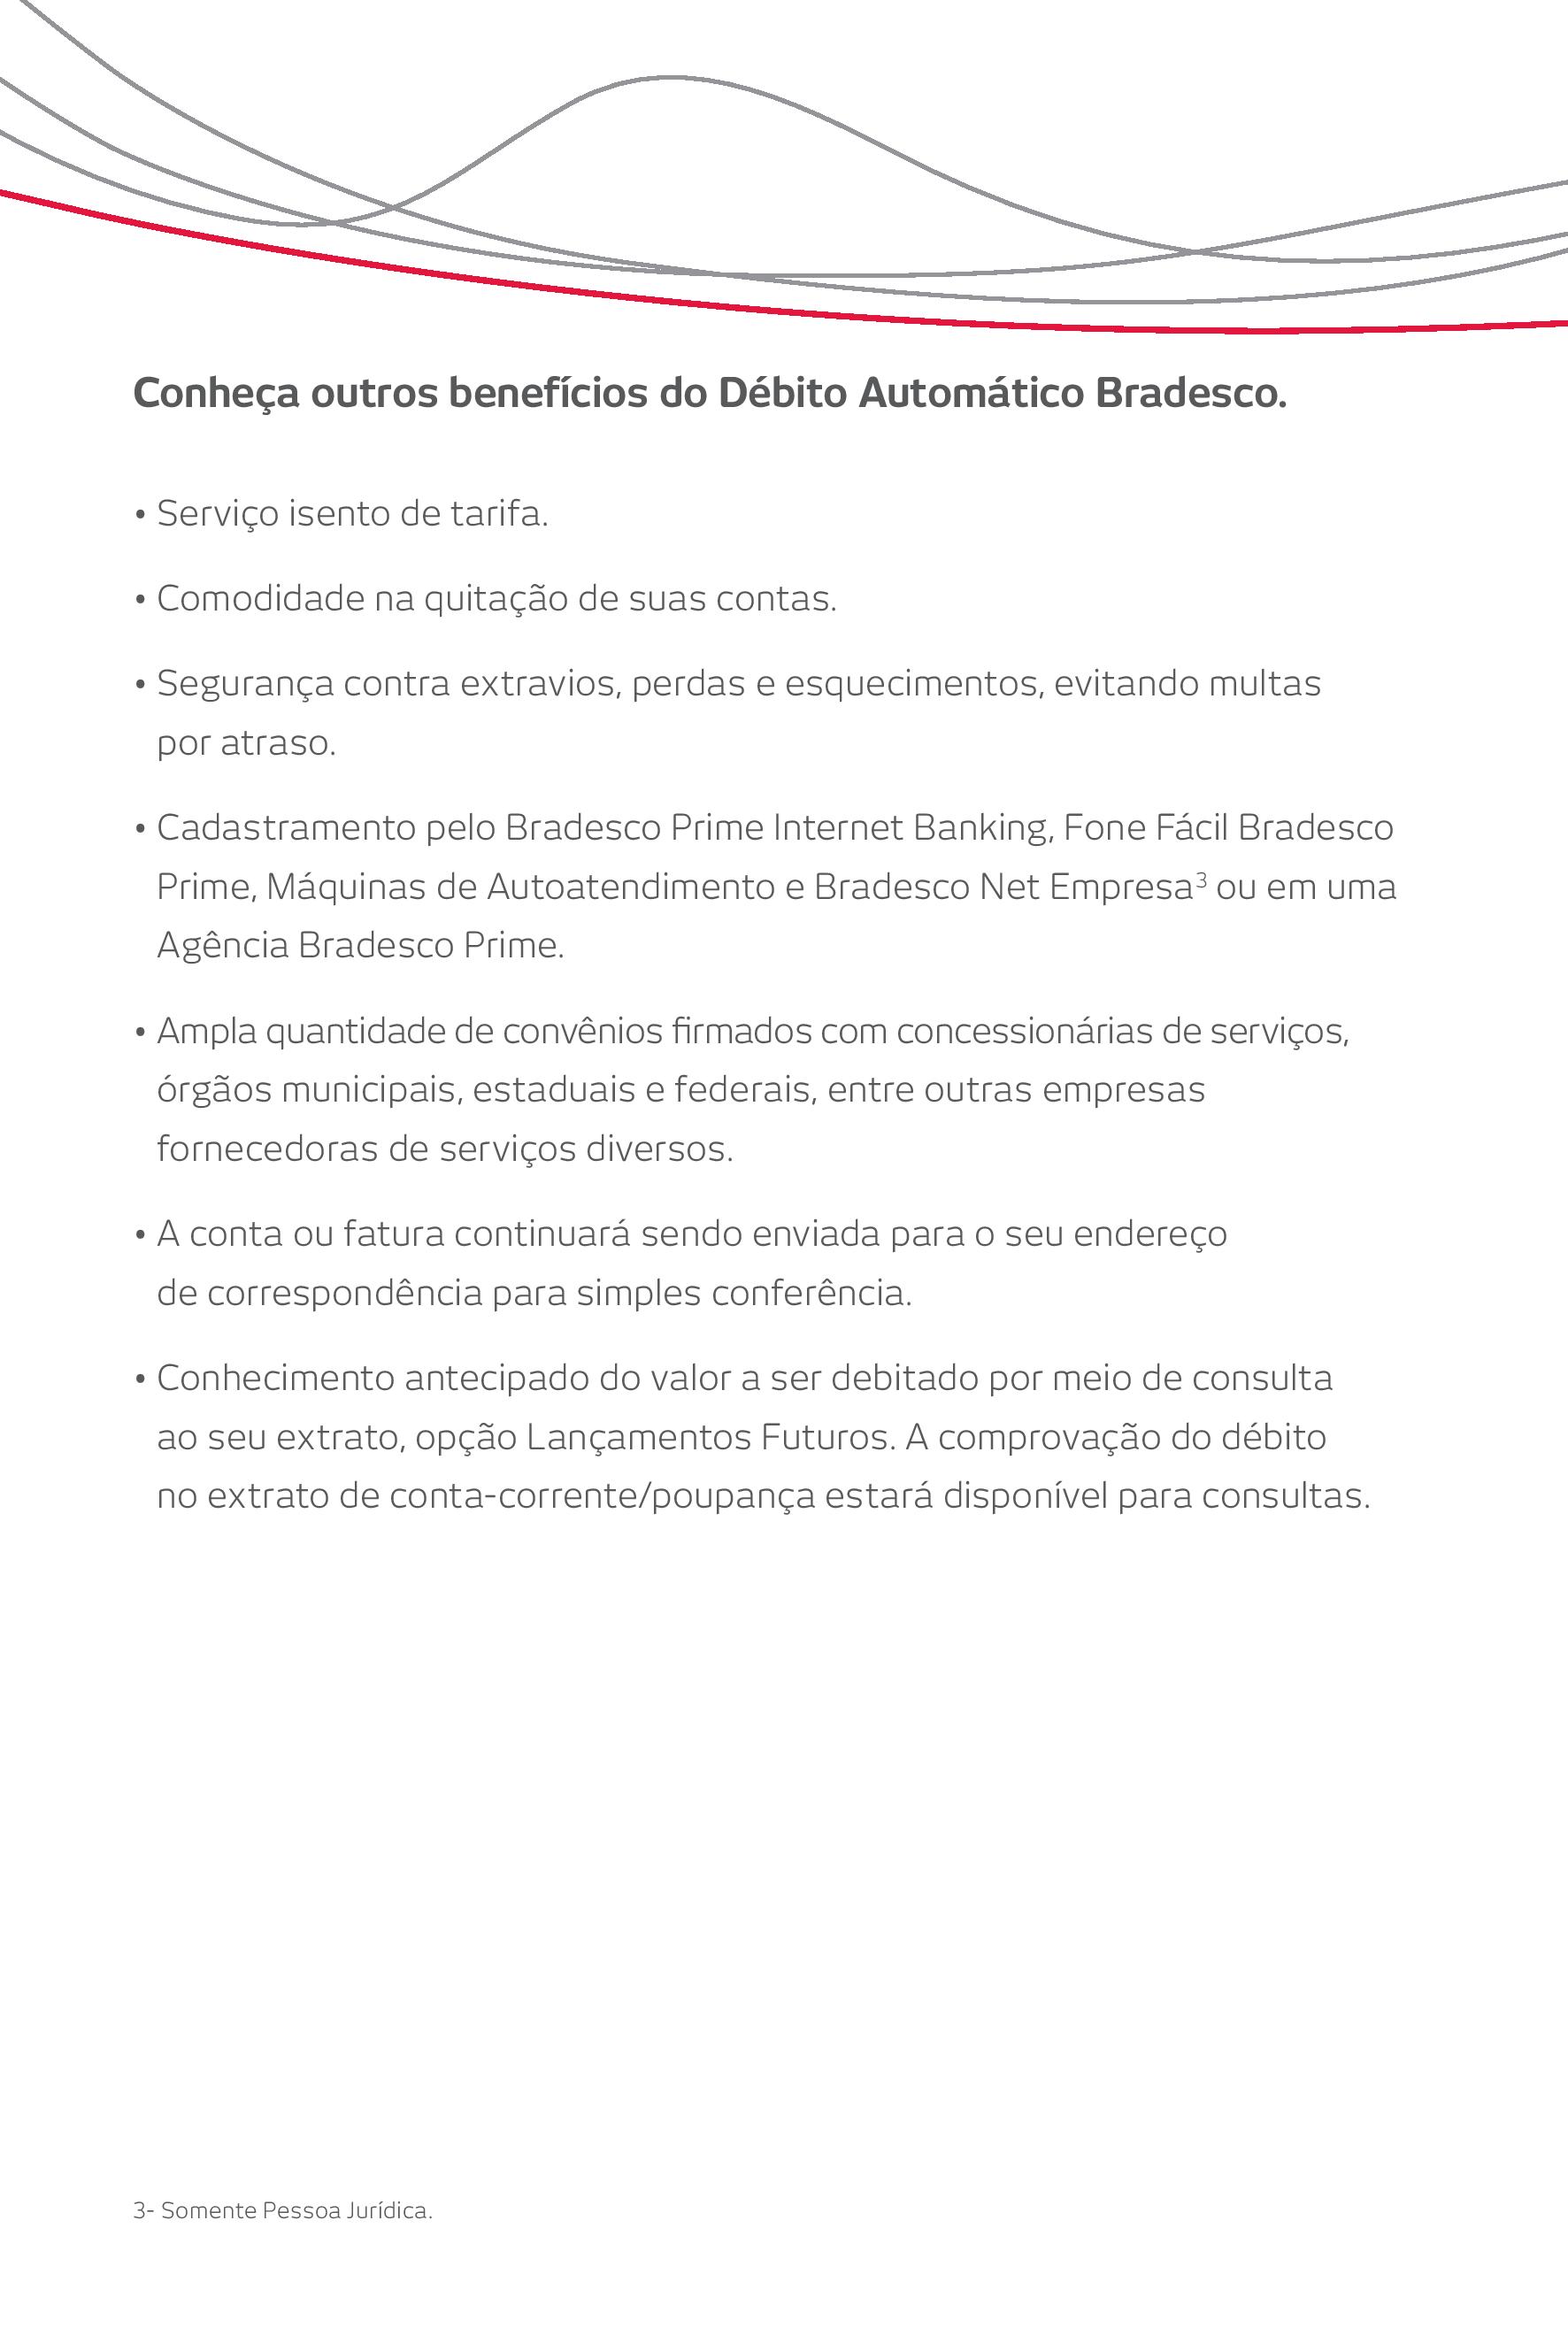 Conheça outros benefícios do Débito Automático Bradesco.
• Serviço isento de tarifa.
• Comodidade na quitação de suas contas.
• Segurança contra extravios, perdas e esquecimentos, evitando multas
por atraso.
• Cadastramento pelo Bradesco Prime Internet Banking, Fone Fácil Bradesco
Prime, Máquinas de Autoatendimento e Bradesco Net Empresa³ ou em uma
Agência Bradesco Prime.
• Ampla quantidade de convênios firmados com concessionárias de serviços,
órgãos municipais, estaduais e federais, entre outras empresas
fornecedoras de serviços diversos.
• A conta ou fatura continuará sendo enviada para o seu endereço
de correspondência para simples conferência.
• Conhecimento antecipado do valor a ser debitado por meio de consulta
ao seu extrato, opção Lançamentos Futuros. A comprovação do débito
no extrato de conta-corrente/poupança estará disponível para consultas.
3- Somente Pessoa Jurídica.